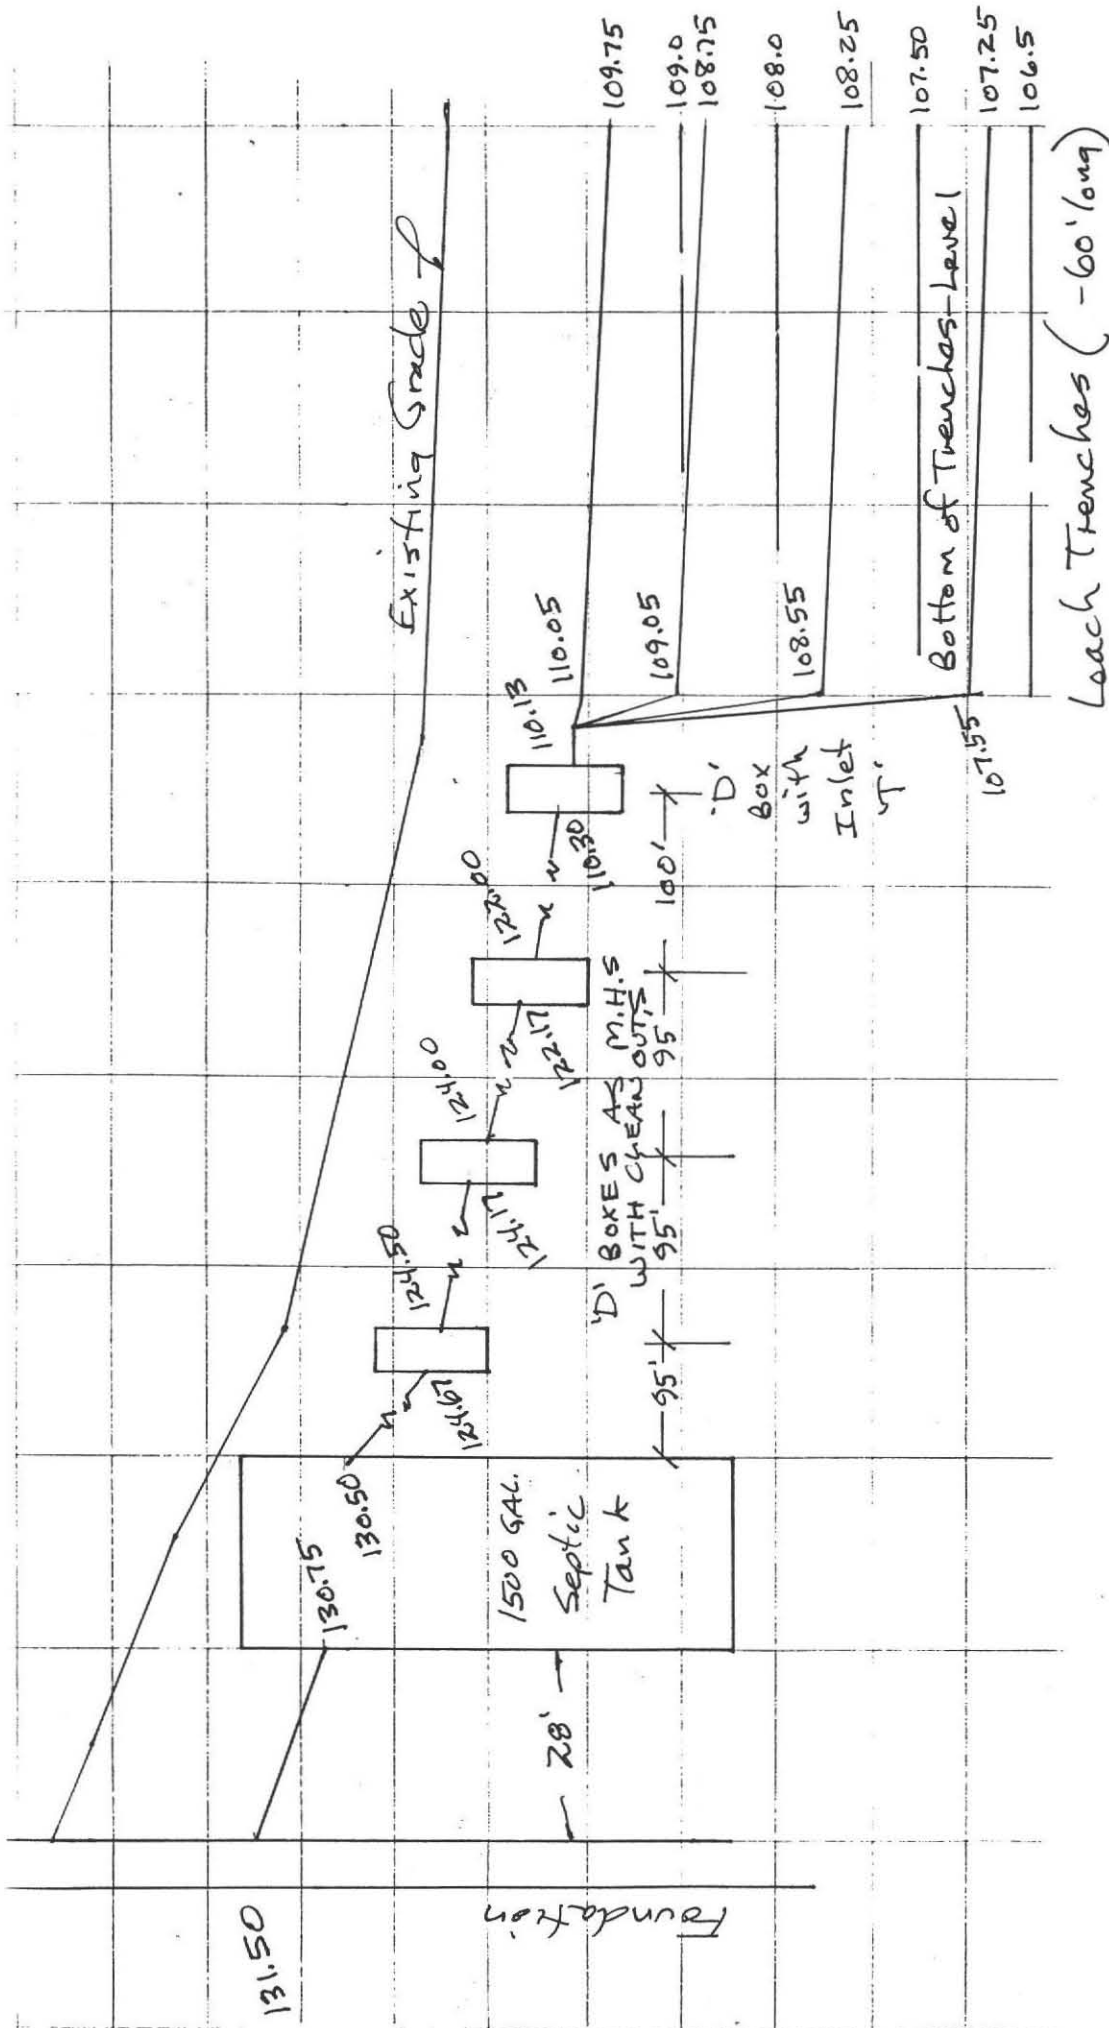 131.50
Foundation
28'
130.75
1500 GAL.
Septic
Tank
130.50
95'
124.67
124.50
'D' BOXES AS M.H.S
WITH CLEAN OUT,S
95'
124.17
124.00
95'
122.17
122.00
100'
110.30
110.13
'D'
Box
with
Inlet
'T'
Existing Grade
110.05
109.05
108.55
107.55
109.75
109.0
108.75
108.0
108.25
107.50
Bottom of Trenches-Level
107.25
106.5
Leach Trenches (-60' long)